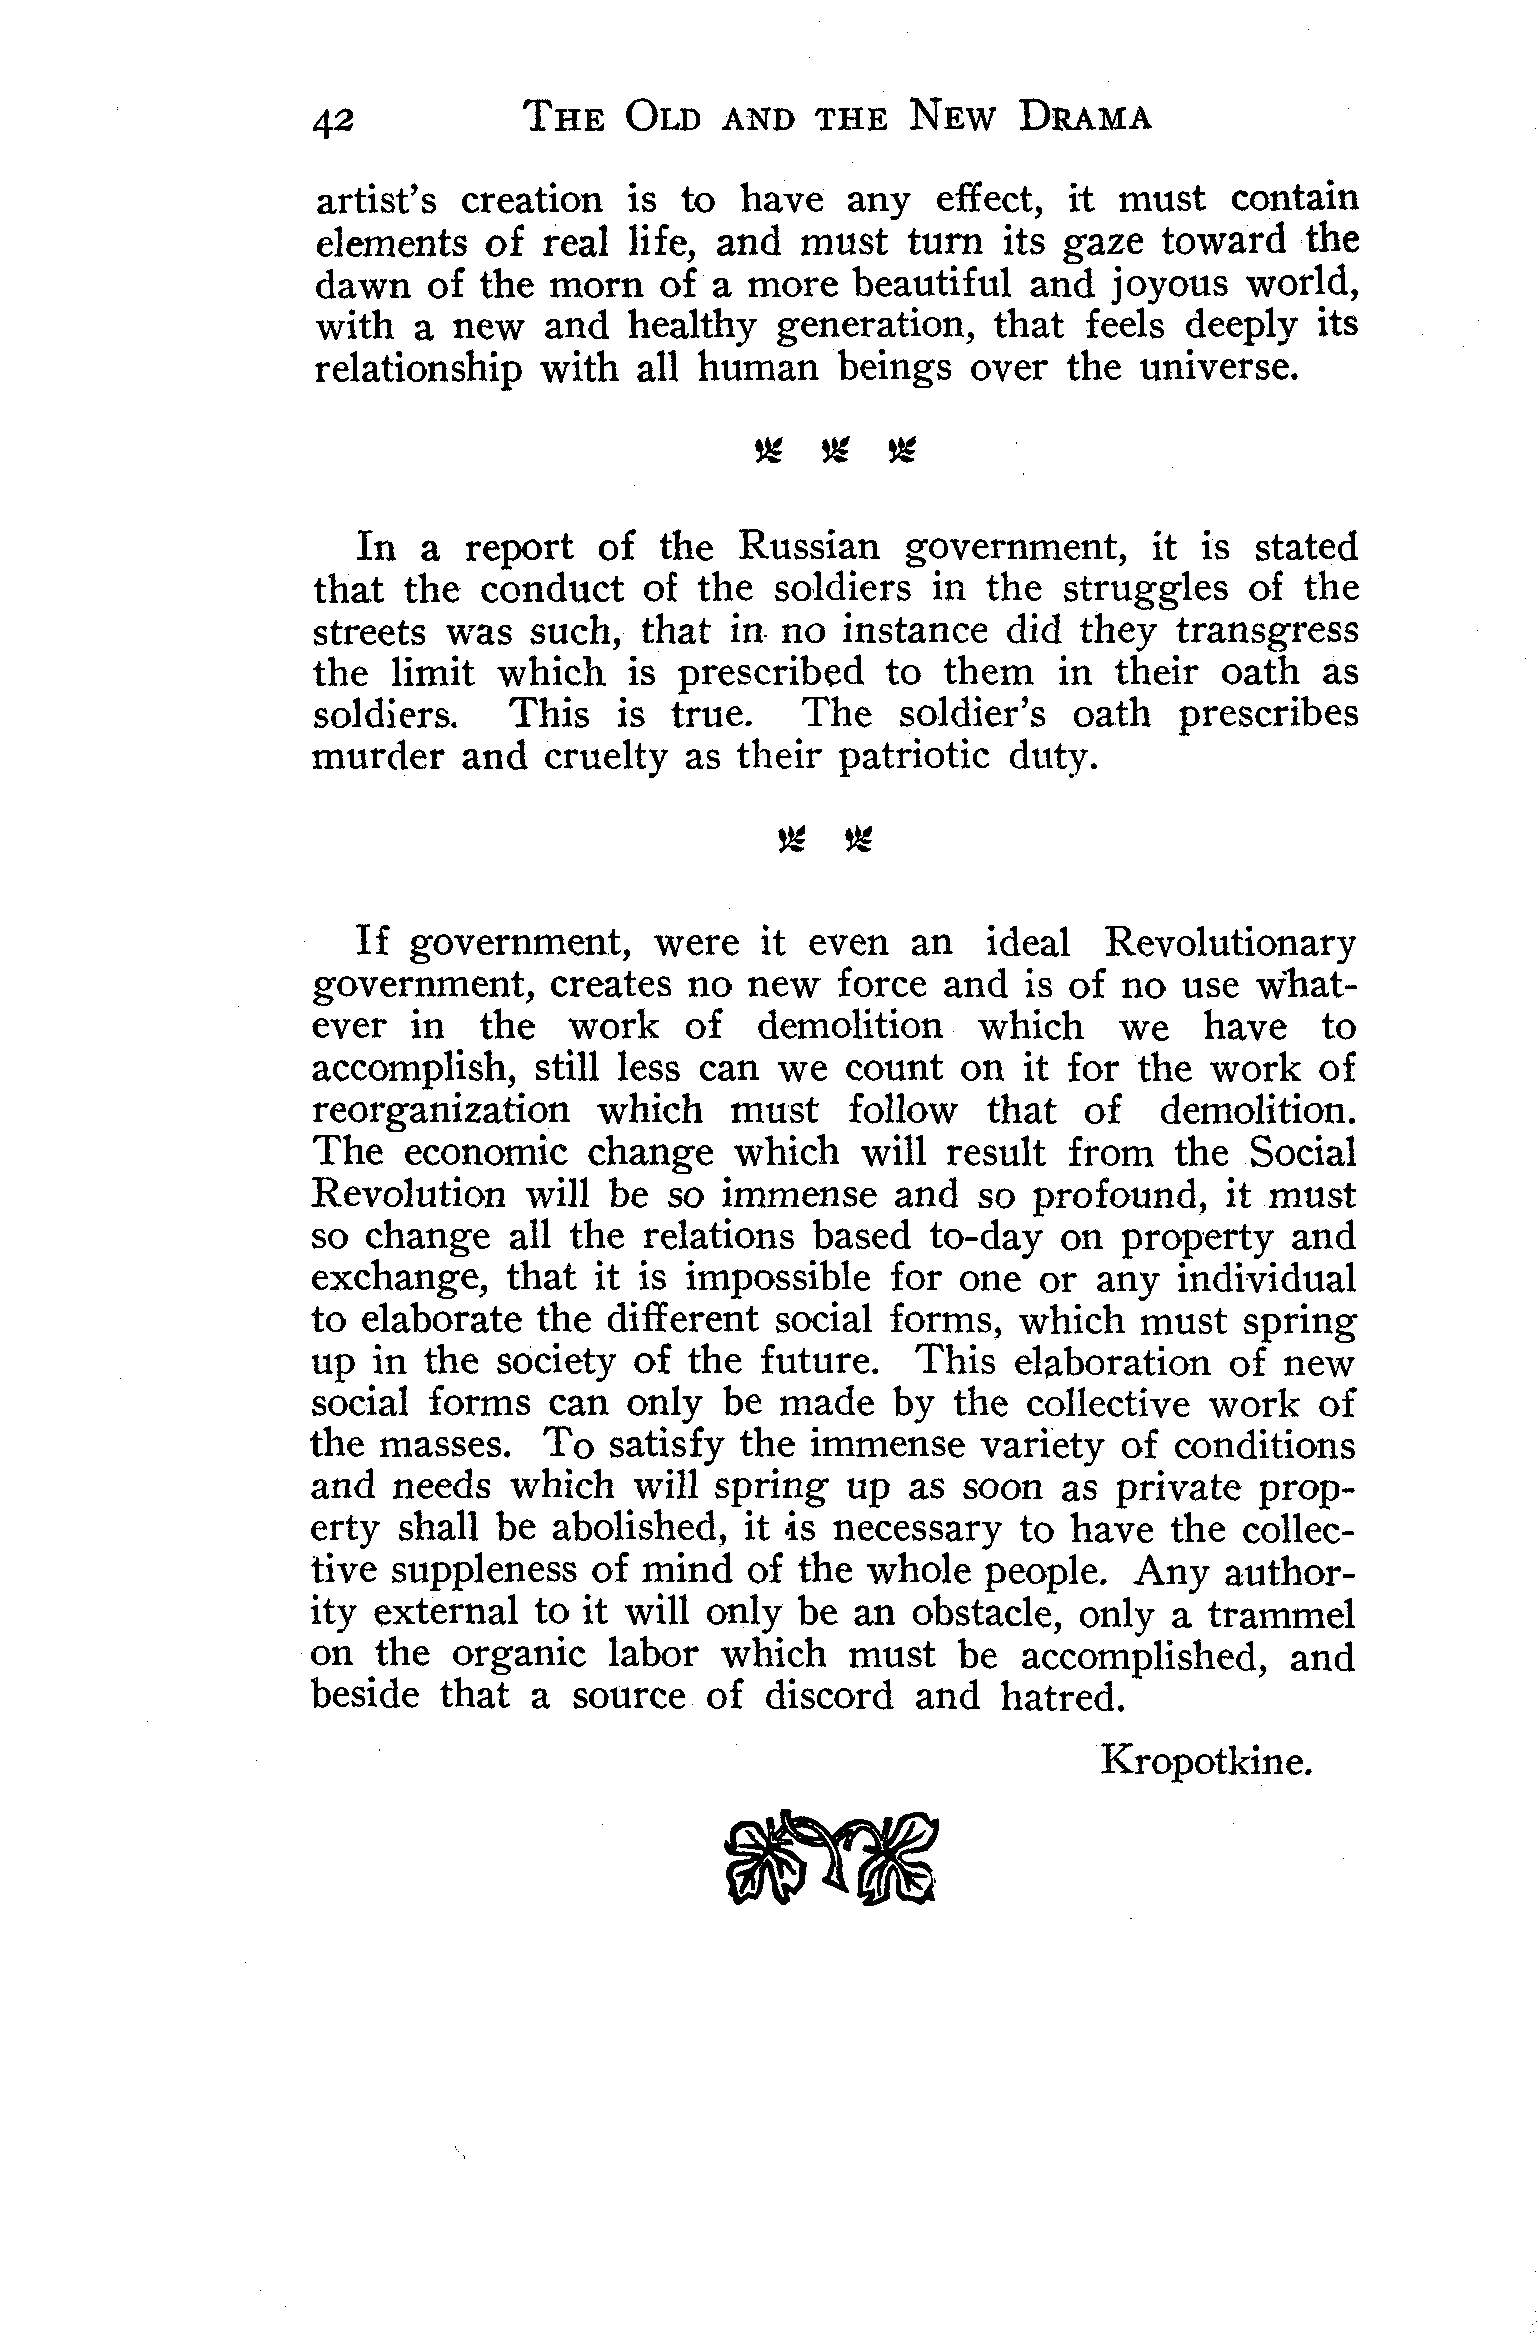 42 The Old and the New Drama
artist's creation is to have any effect, it must contain
elements of real life, and must turn its gaze toward the
dawn of the morn of a more beautiful and joyous world,
with a new and healthy generation, that feels deeply its
relationship with all human beings over the universe.
In a report of the Russian government, it is stated
that the conduct of the soldiers in the struggles of the
streets was such, that in no instance did they transgress
the limit which is prescribed to them in their oath as
soldiers. This is true. The soldier's oath prescribes
murder and cruelty as their patriotic duty.
If government, were it even an ideal Revolutionary
government, creates no new force and is of no use what-
ever in the work of demolition which we have to
accomplish, still less can we count on it for the work of
reorganization which must follow that of demolition.
The economic change which will result from the Social
Revolution will be so immense and so profound, it must
so change all the relations based to-day on property and
exchange, that it is impossible for one or any individual
to elaborate the different social forms, which must spring
up in the society of the future. This elaboration of new
social forms can only be made by the collective work of
the masses. To satisfy the immense variety of conditions
and needs which will spring up as soon as private prop-
erty shall be abolished, it is necessary to have the collec-
tive suppleness of mind of the whole people. Any author-
ity external to it will only be an obstacle, only a trammel
on the organic labor which must be accomplished, and
beside that a source of discord and hatred.
Kropotkine.